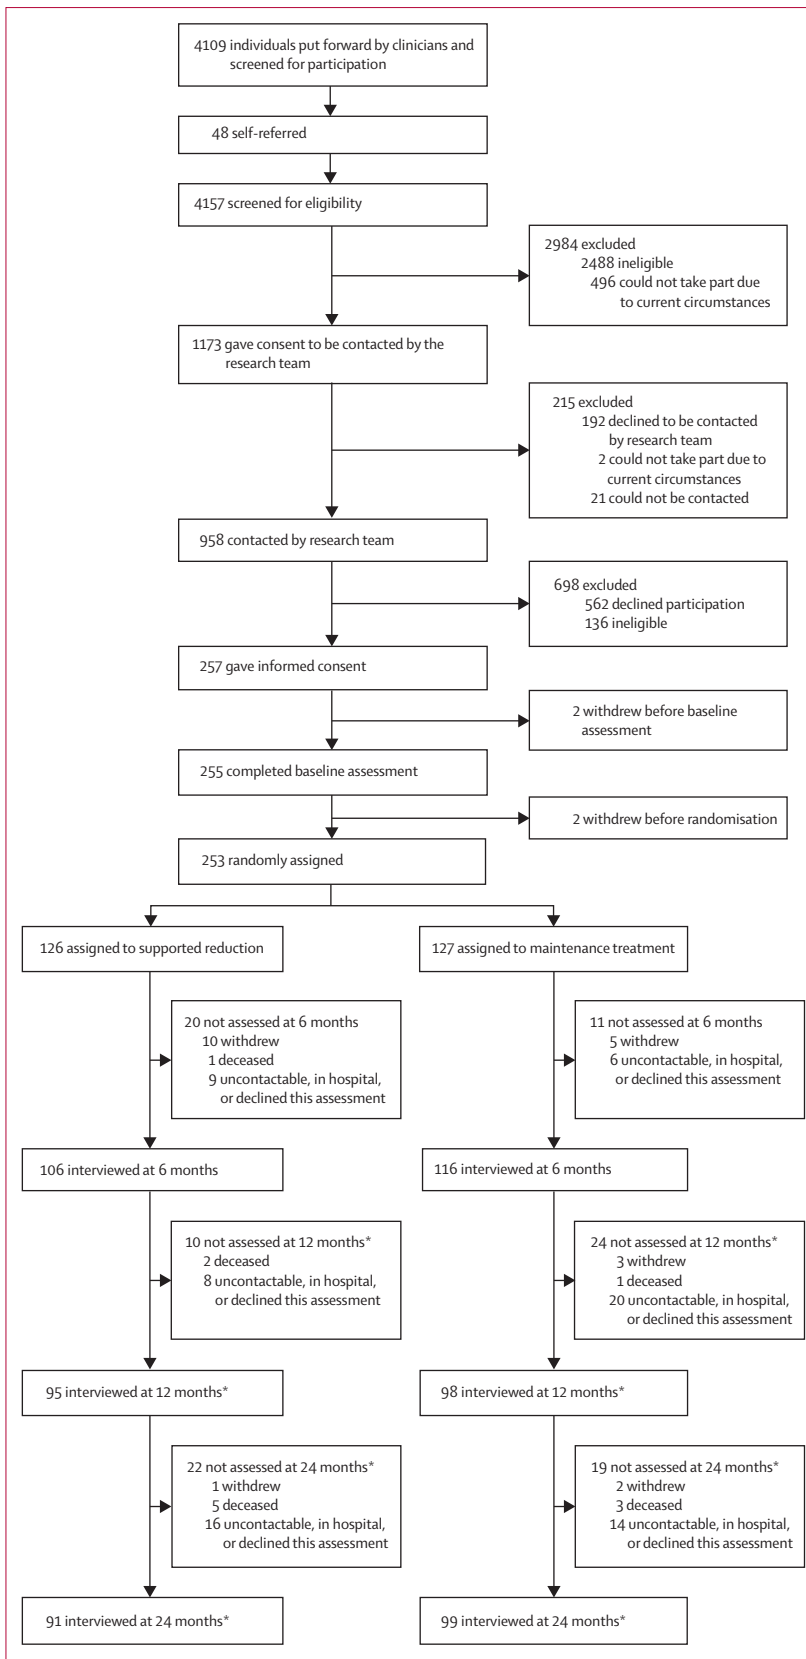 4109 individuals put forward by clinicians and
screened for participation
48 self-referred
4157 screened for eligibility
2984 excluded
2488 ineligible
496 could not take part due
to current circumstances
1173 gave consent to be contacted by the
research team
215 excluded
192 declined to be contacted
by research team
2 could not take part due to
current circumstances
21 could not be contacted
958 contacted by research team
698 excluded
562 declined participation
136 ineligible
257 gave informed consent
2 withdrew before baseline
assessment
255 completed baseline assessment
2 withdrew before randomisation
253 randomly assigned
126 assigned to supported reduction
127 assigned to maintenance treatment
20 not assessed at 6 months
10 withdrew
1 deceased
9 uncontactable, in hospital,
or declined this assessment
11 not assessed at 6 months
5 withdrew
6 uncontactable, in hospital,
or declined this assessment
106 interviewed at 6 months
116 interviewed at 6 months
10 not assessed at 12 months*
2 deceased
8 uncontactable, in hospital,
or declined this assessment
24 not assessed at 12 months*
3 withdrew
1 deceased
20 uncontactable, in hospital,
or declined this assessment
95 interviewed at 12 months*
98 interviewed at 12 months*
22 not assessed at 24 months*
1 withdrew
5 deceased
16 uncontactable, in hospital,
or declined this assessment
19 not assessed at 24 months*
2 withdrew
3 deceased
14 uncontactable, in hospital,
or declined this assessment
91 interviewed at 24 months*
99 interviewed at 24 months*